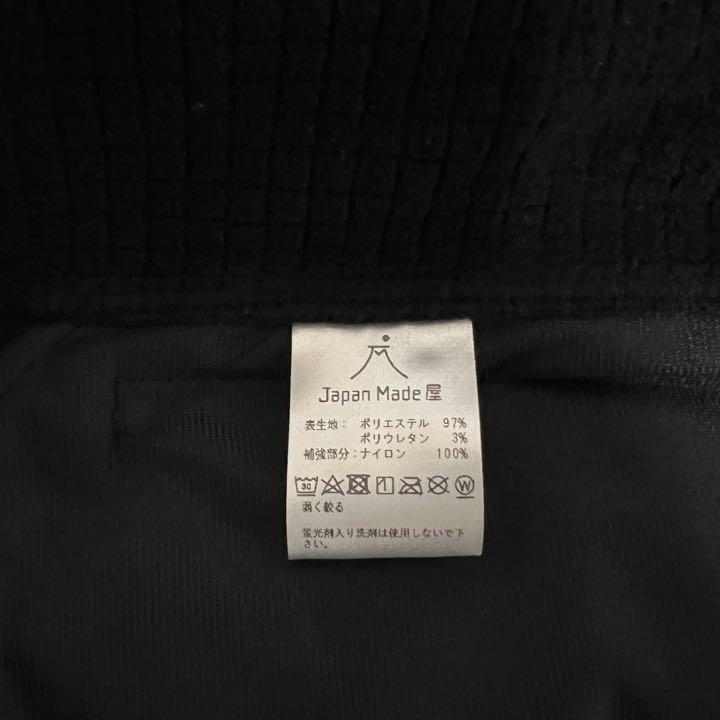 Japan Made 屋
表生地: ポリエステル 97%
ポリウレタン 3%
補強部分:ナイロン 100%
30 W
弱く絞る
蛍光剤入り洗剤は使用しないで下
さい。